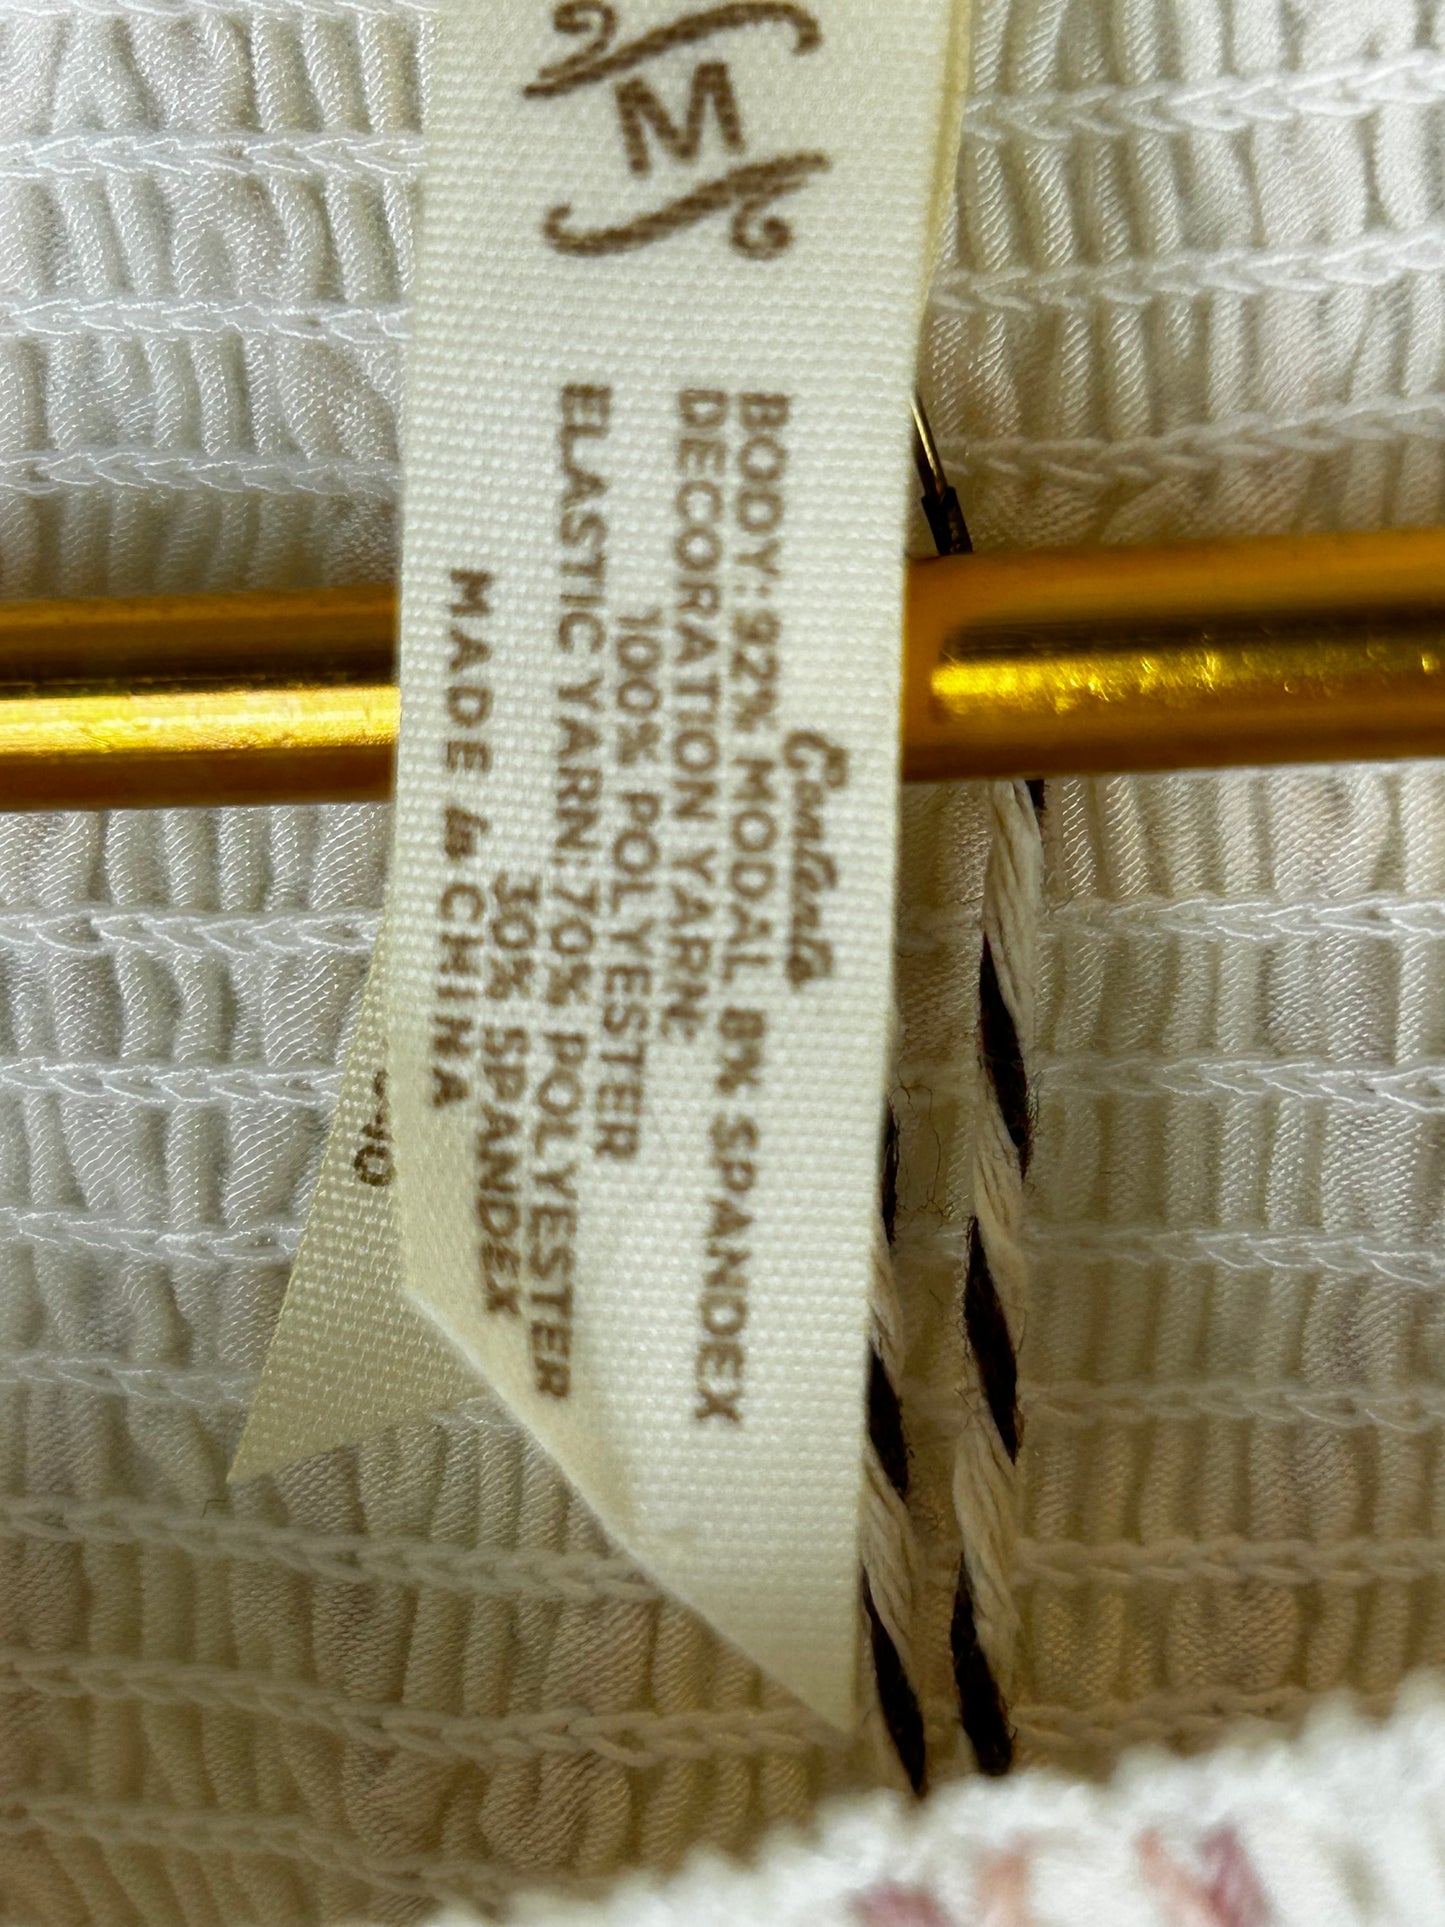 M
Contents
BODY: 92% MODAL 8% SPANDEX
DECORATION YARN:
100% POLYESTER
ELASTIC YARN:70% POLYESTER
30% SPANDEX
MADE in CHINA